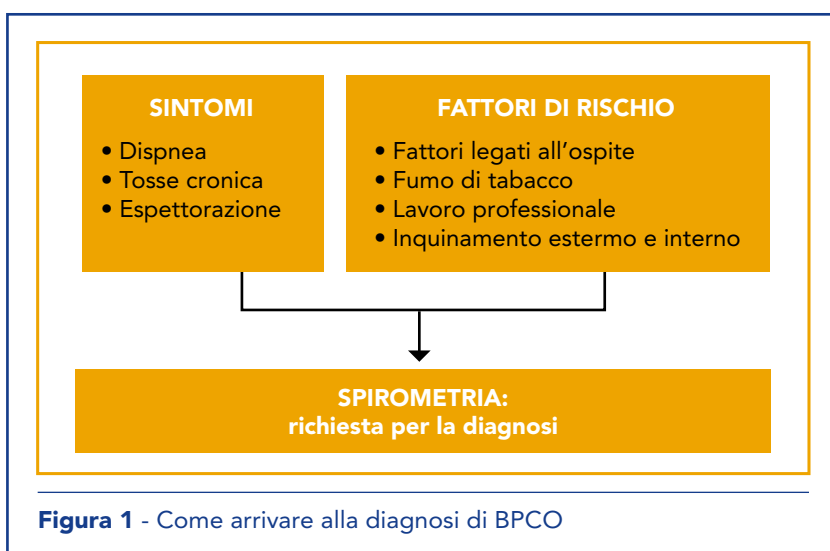 SINTOMI
• Dispnea
• Tosse cronica
• Espettorazione
FATTORI DI RISCHIO
• Fattori legati all'ospite
• Fumo di tabacco
• Lavoro professionale
• Inquinamento estermo e interno
SPIROMETRIA:
richiesta per la diagnosi
Figura 1 - Come arrivare alla diagnosi di BPCO